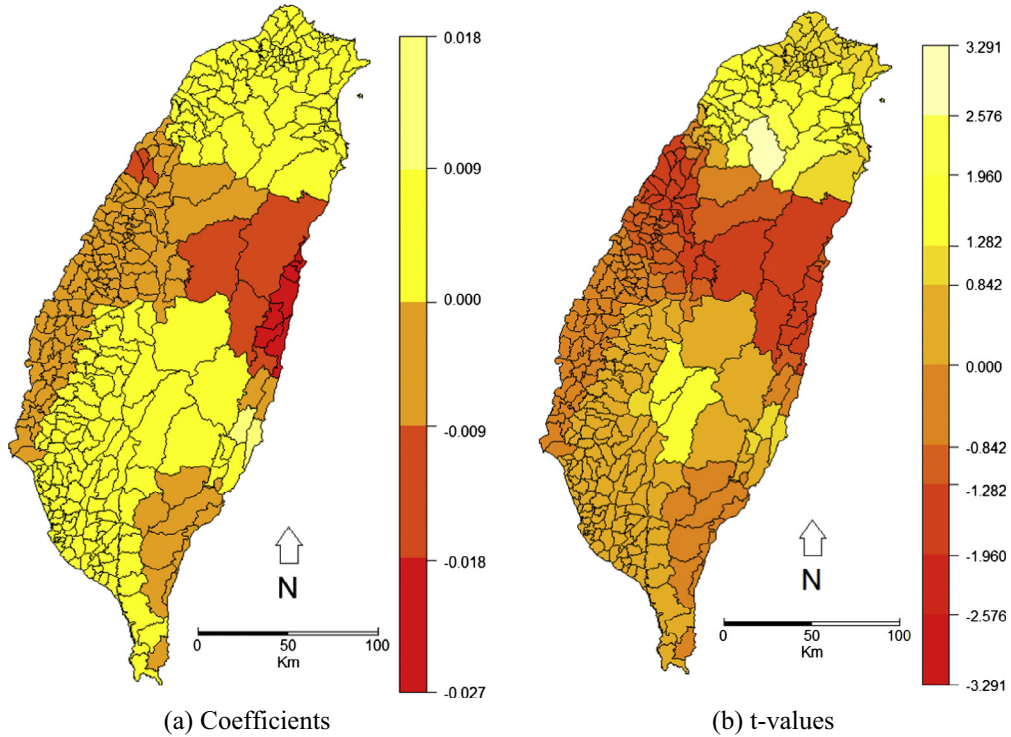 0.018
0.009
0.000
-0.009
-0.018
-0.027
N
0 50 100
Km
(a) Coefficients
3.291
2.576
1.960
1.282
0.842
0.000
-0.842
-1.282
-1.960
-2.576
-3.291
N
0 50 100
Km
(b) t-values